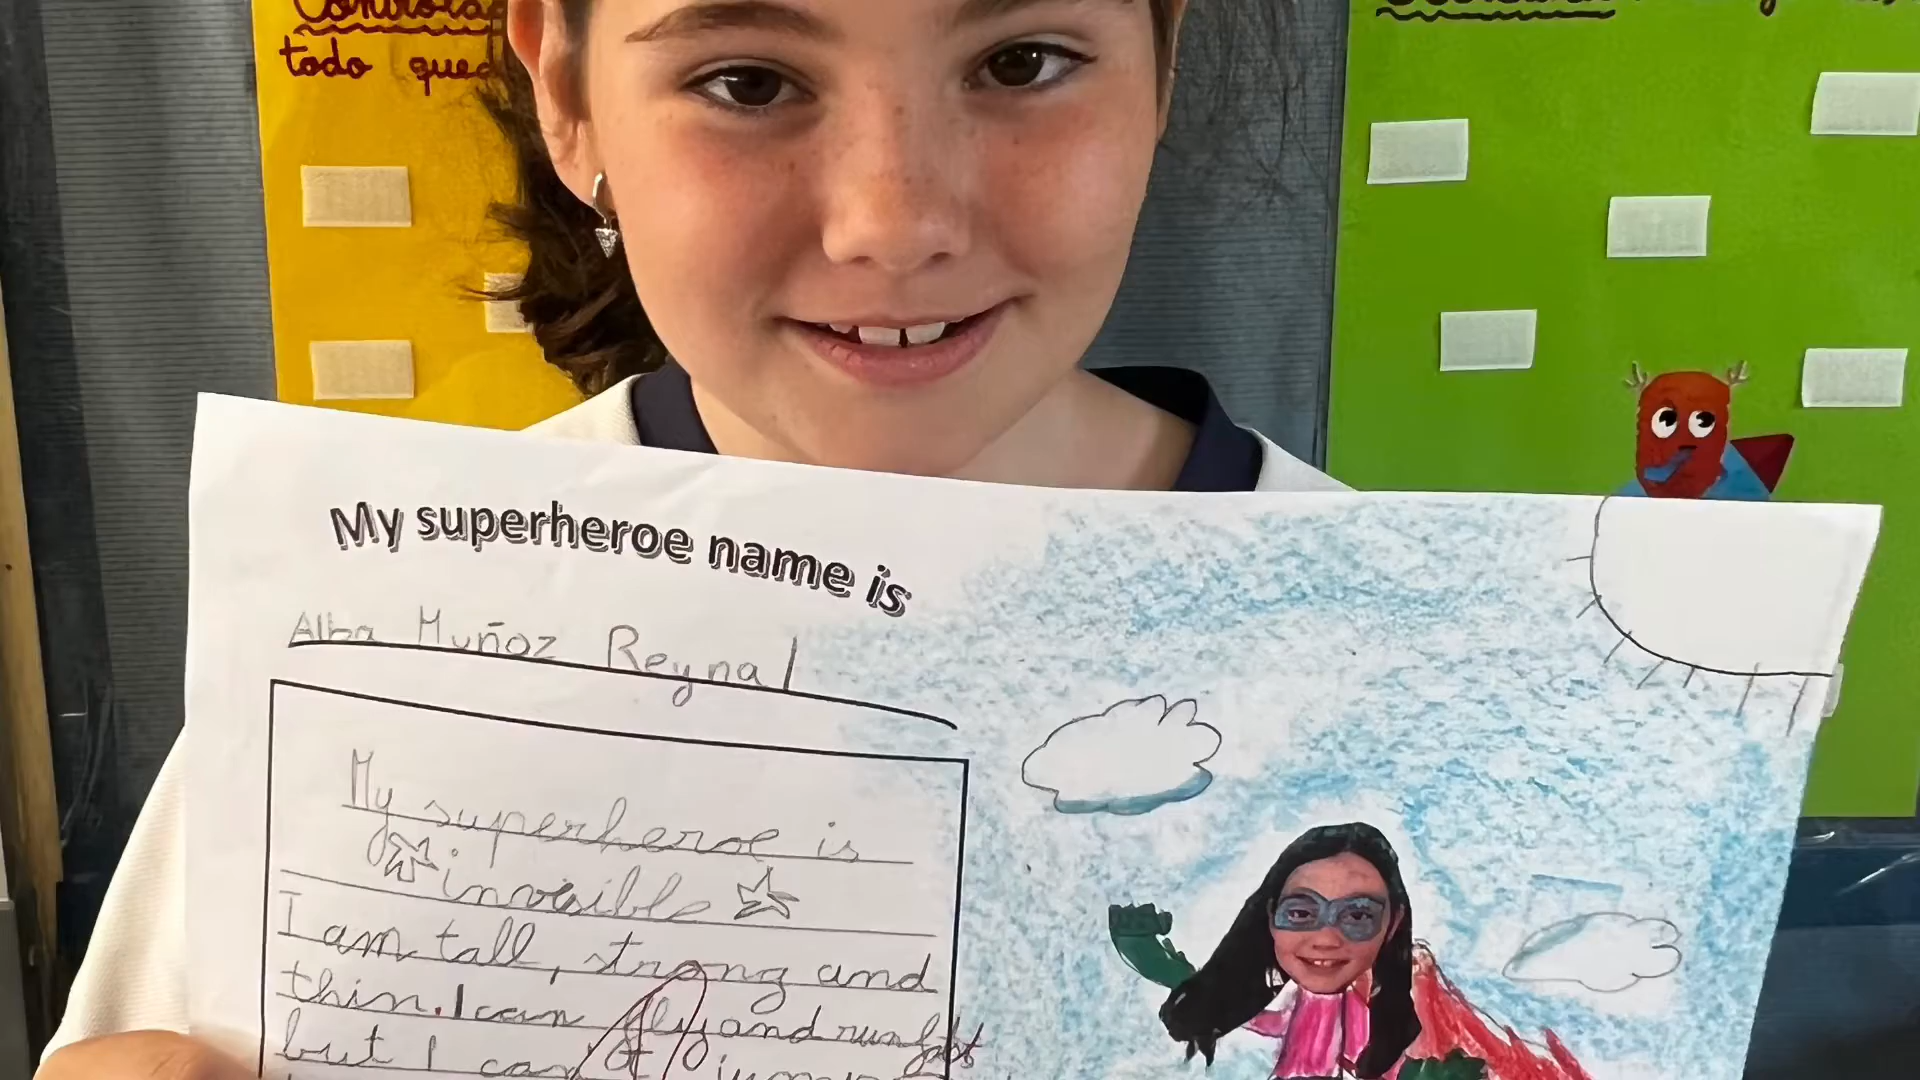 todo
My superheroe name is
Alba Muñoz Reynal
My superheroe is
invisible
I am tall, strong and
thin. I can fly and run fast
but I can't jump